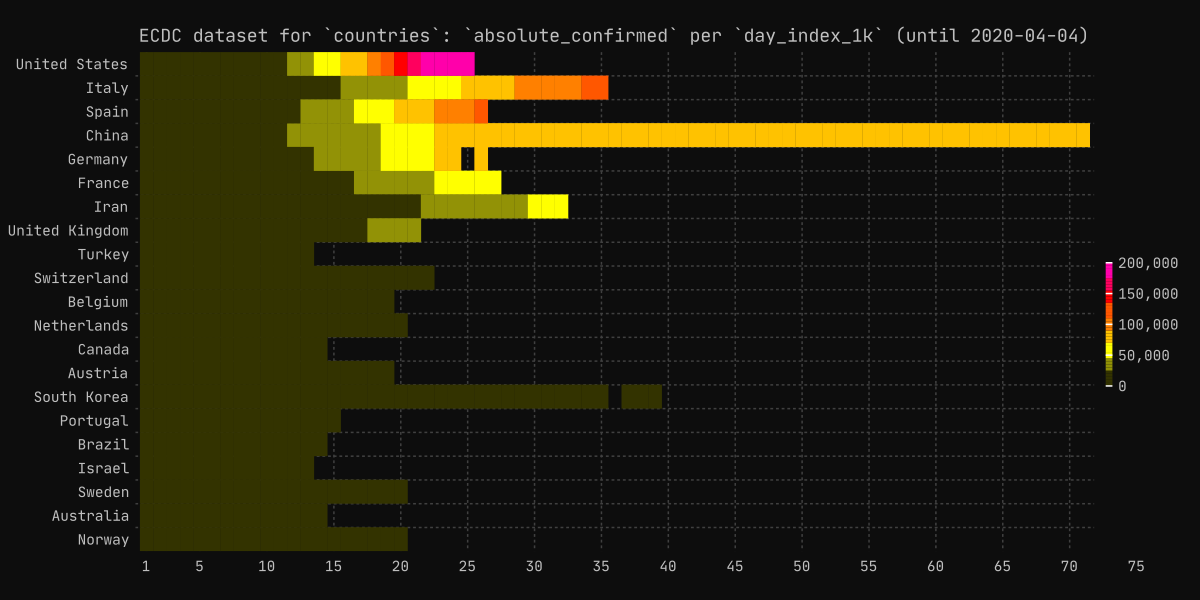 ECDC dataset for `countries`: `absolute_confirmed` per `day_index_1k` (until 2020-04-04)
United States
Italy
Spain
China
Germany
France
Iran
United Kingdom
Turkey
Switzerland
Belgium
Netherlands
Canada
Austria
South Korea
Portugal
Brazil
Israel
Sweden
Australia
Norway
1 5 10 15 20 25 30 35 40 45 50 55 60 65 70 75
200,000
150,000
100,000
50,000
0